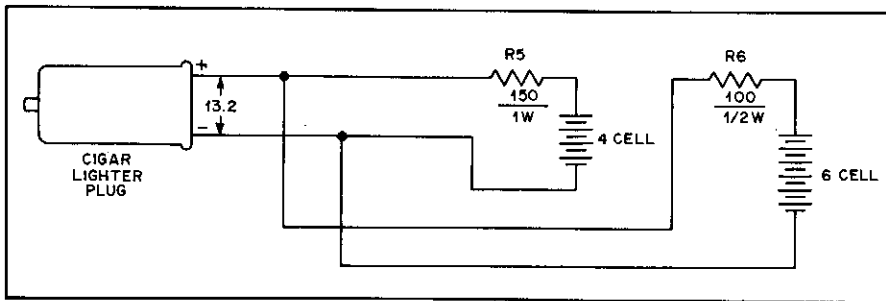 +
13.2
-
CIGAR
LIGHTER
PLUG
R5
150
1W
4 CELL
R6
100
1/2W
6 CELL